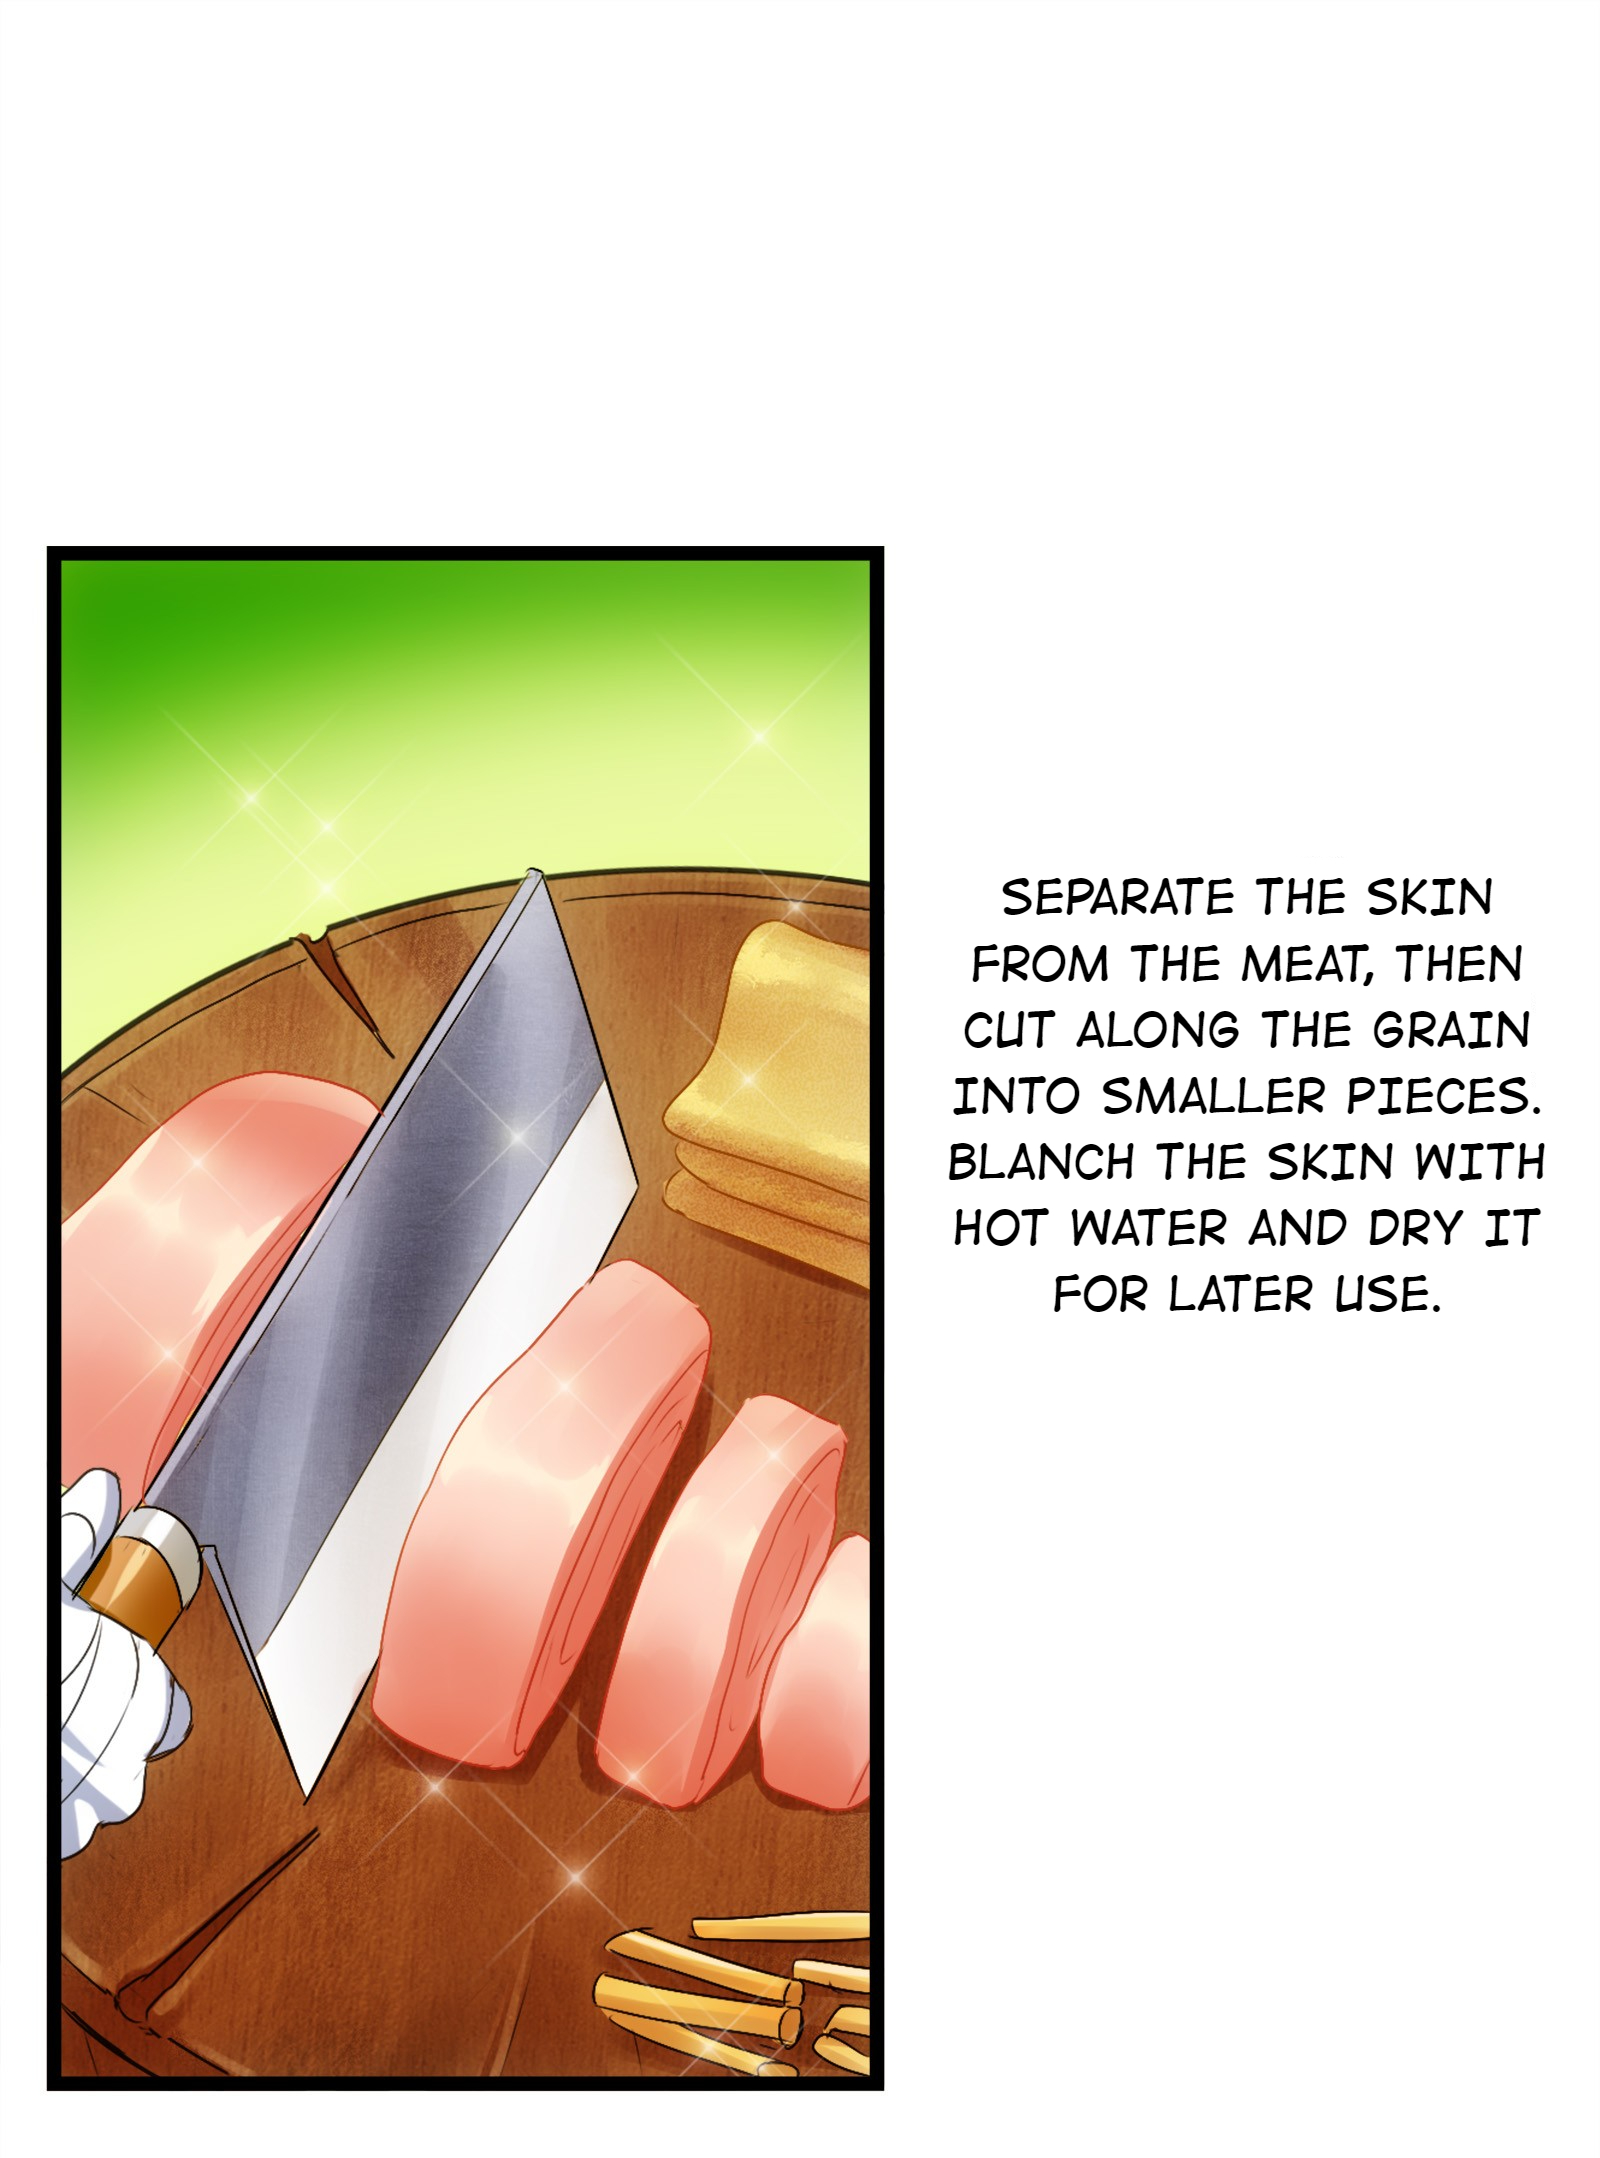 SEPARATE THE SKIN
FROM THE MEAT, THEN
CUT ALONG THE GRAIN
INTO SMALLER PIECES.
BLANCH THE SKIN WITH
HOT WATER AND DRY IT
FOR LATER USE.